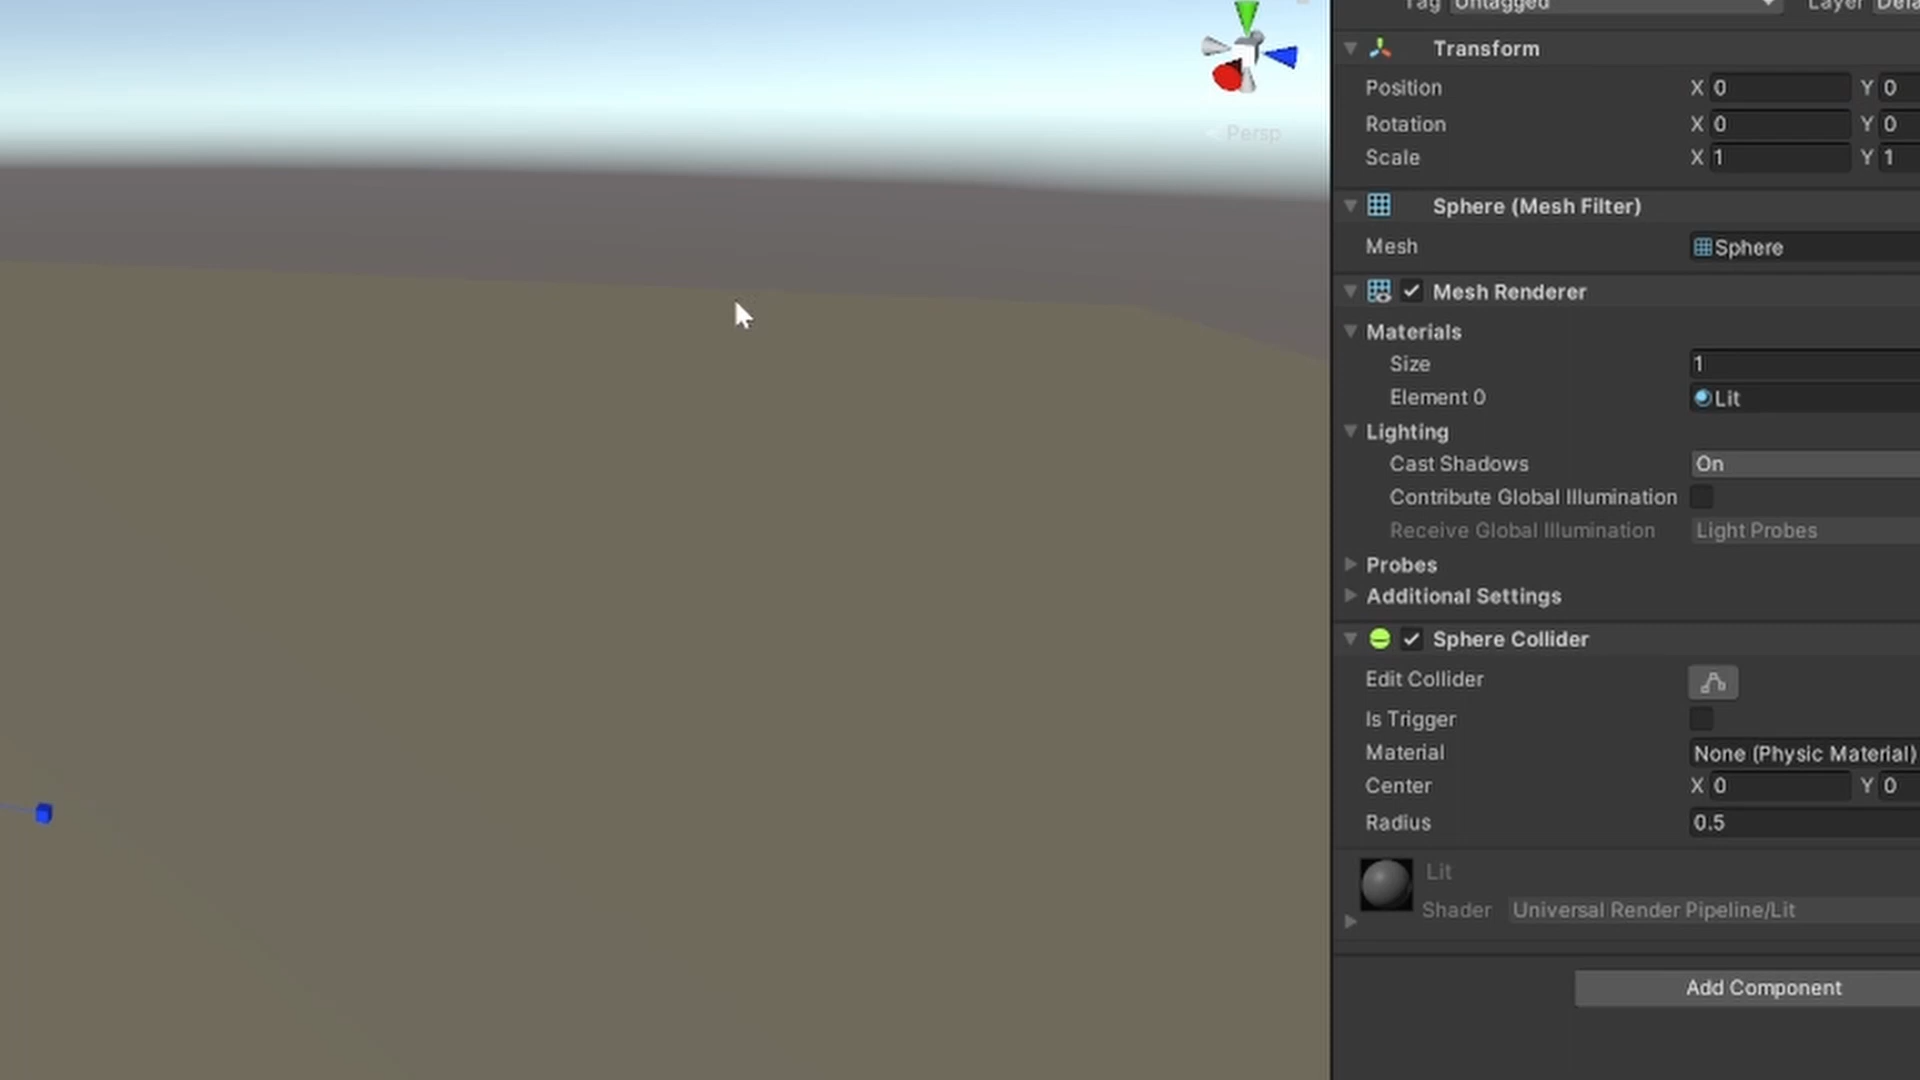 Tag Untagged Layer
Persp
Transform
Position X 0 Y 0
Rotation X 0 Y 0
Scale X 1 Y 1
Sphere (Mesh Filter)
Mesh Sphere
Mesh Renderer
Materials
Size 1
Element 0 Lit
Lighting
Cast Shadows On
Contribute Global Illumination
Receive Global Illumination Light Probes
Probes
Additional Settings
Sphere Collider
Edit Collider
Is Trigger
Material None (Physic Material)
Center X 0 Y 0
Radius 0.5
Lit
Shader Universal Render Pipeline/Lit
Add Component